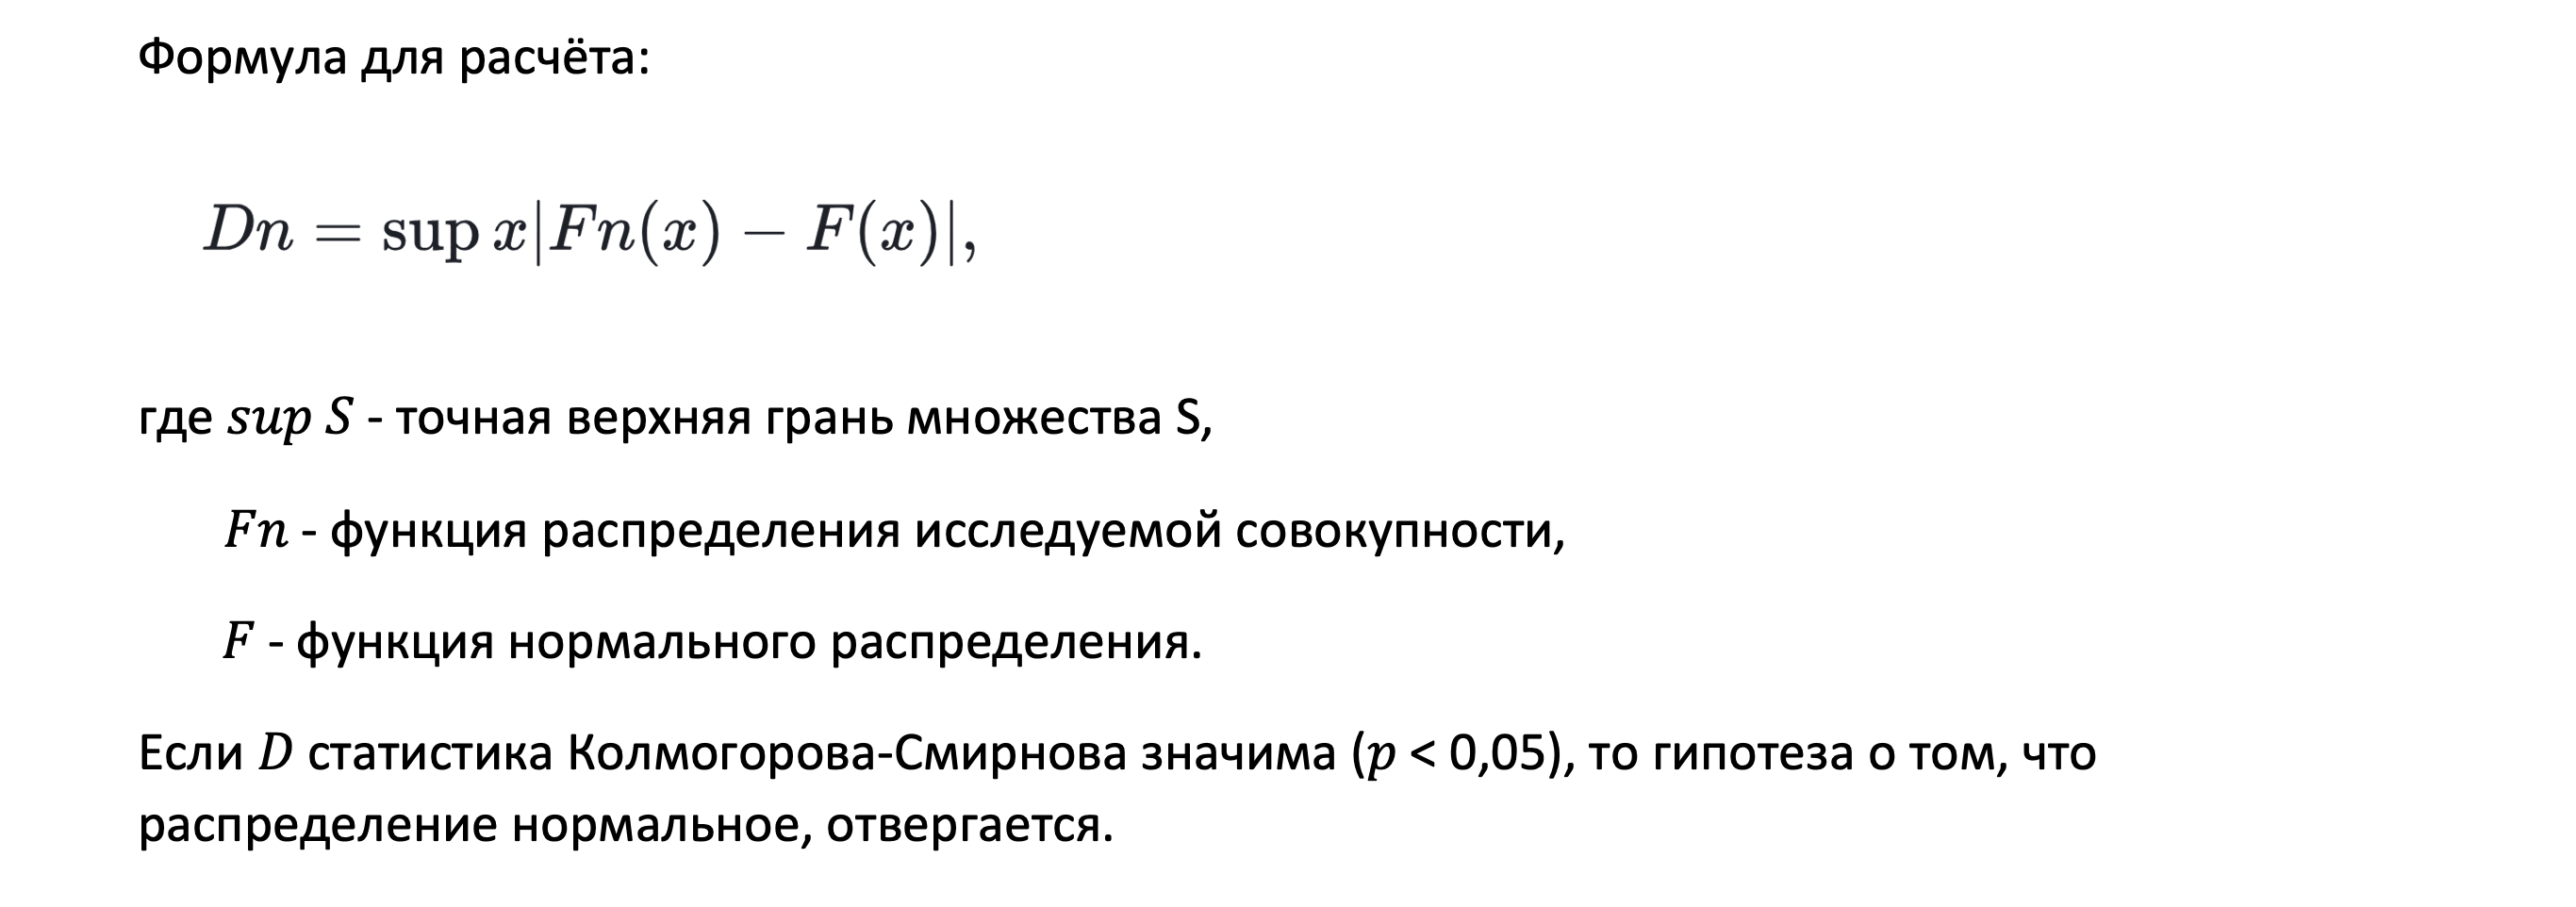 Формула для расчёта:
Dn = sup x|Fn(x) − F(x)|,
где sup S - точная верхняя грань множества S,
Fn - функция распределения исследуемой совокупности,
F - функция нормального распределения.
Если D статистика Колмогорова-Смирнова значима (p < 0,05), то гипотеза о том, что
распределение нормальное, отвергается.